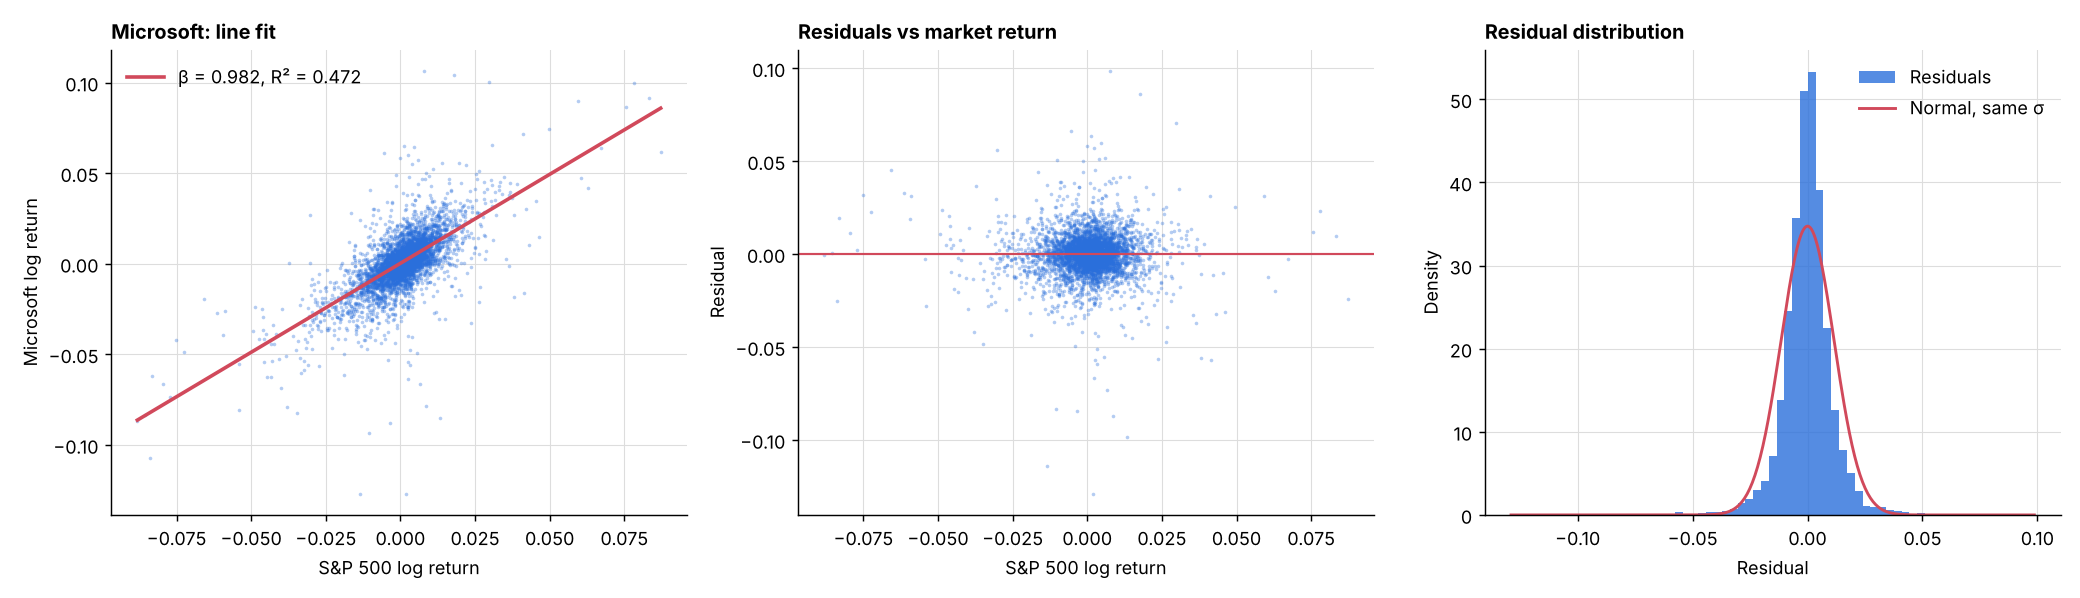 Microsoft: line fit
β = 0.982, R² = 0.472
0.10
0.05
0.00
−0.05
−0.10
Microsoft log return
−0.075 −0.050 −0.025 0.000 0.025 0.050 0.075
S&P 500 log return
Residuals vs market return
0.10
0.05
0.00
−0.05
−0.10
Residual
−0.075 −0.050 −0.025 0.000 0.025 0.050 0.075
S&P 500 log return
Residual distribution
Residuals
Normal, same σ
50
40
30
20
10
0
Density
−0.10 −0.05 0.00 0.05 0.10
Residual